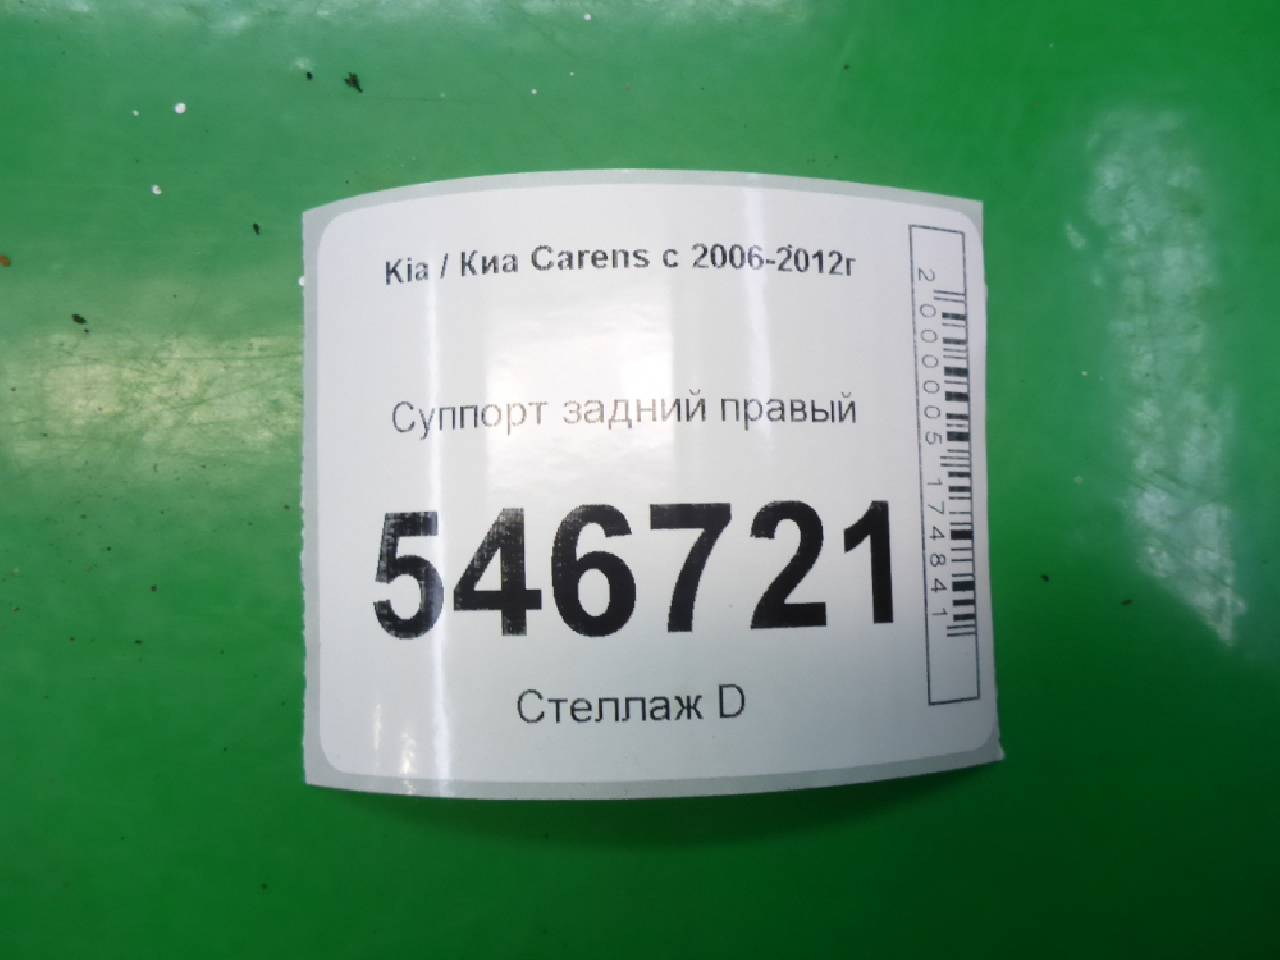 Kia / Киа Carens с 2006-2012г
Суппорт задний правый
546721
Стеллаж D
2000005174841